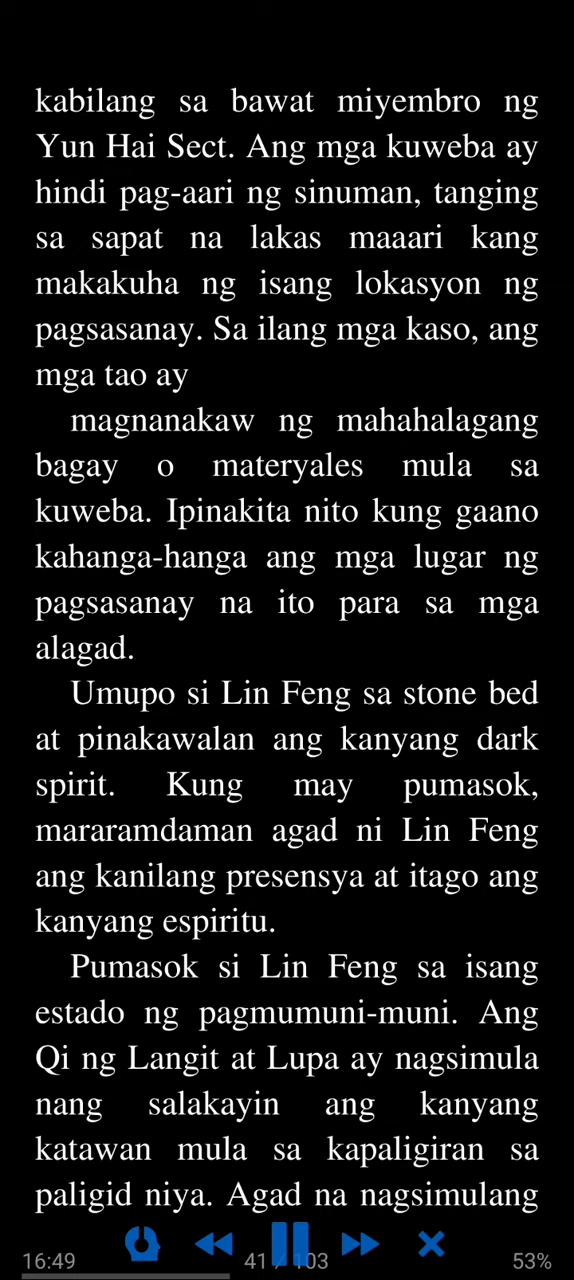 kabilang sa bawat miyembro ng
Yun Hai Sect. Ang mga kuweba ay
hindi pag-aari ng sinuman, tanging
sa sapat na lakas maaari kang
makakuha ng isang lokasyon ng
pagsasanay. Sa ilang mga kaso, ang
mga tao ay
magnanakaw ng mahahalagang
bagay o materyales mula sa
kuweba. Ipinakita nito kung gaano
kahanga-hanga ang mga lugar ng
pagsasanay na ito para sa mga
alagad.
Umupo si Lin Feng sa stone bed
at pinakawalan ang kanyang dark
spirit. Kung may pumasok,
mararamdaman agad ni Lin Feng
ang kanilang presensya at itago ang
kanyang espiritu.
Pumasok si Lin Feng sa isang
estado ng pagmumuni-muni. Ang
Qi ng Langit at Lupa ay nagsimula
nang salakayin ang kanyang
katawan mula sa kapaligiran sa
paligid niya. Agad na nagsimulang
16:49 41 / 103 53%